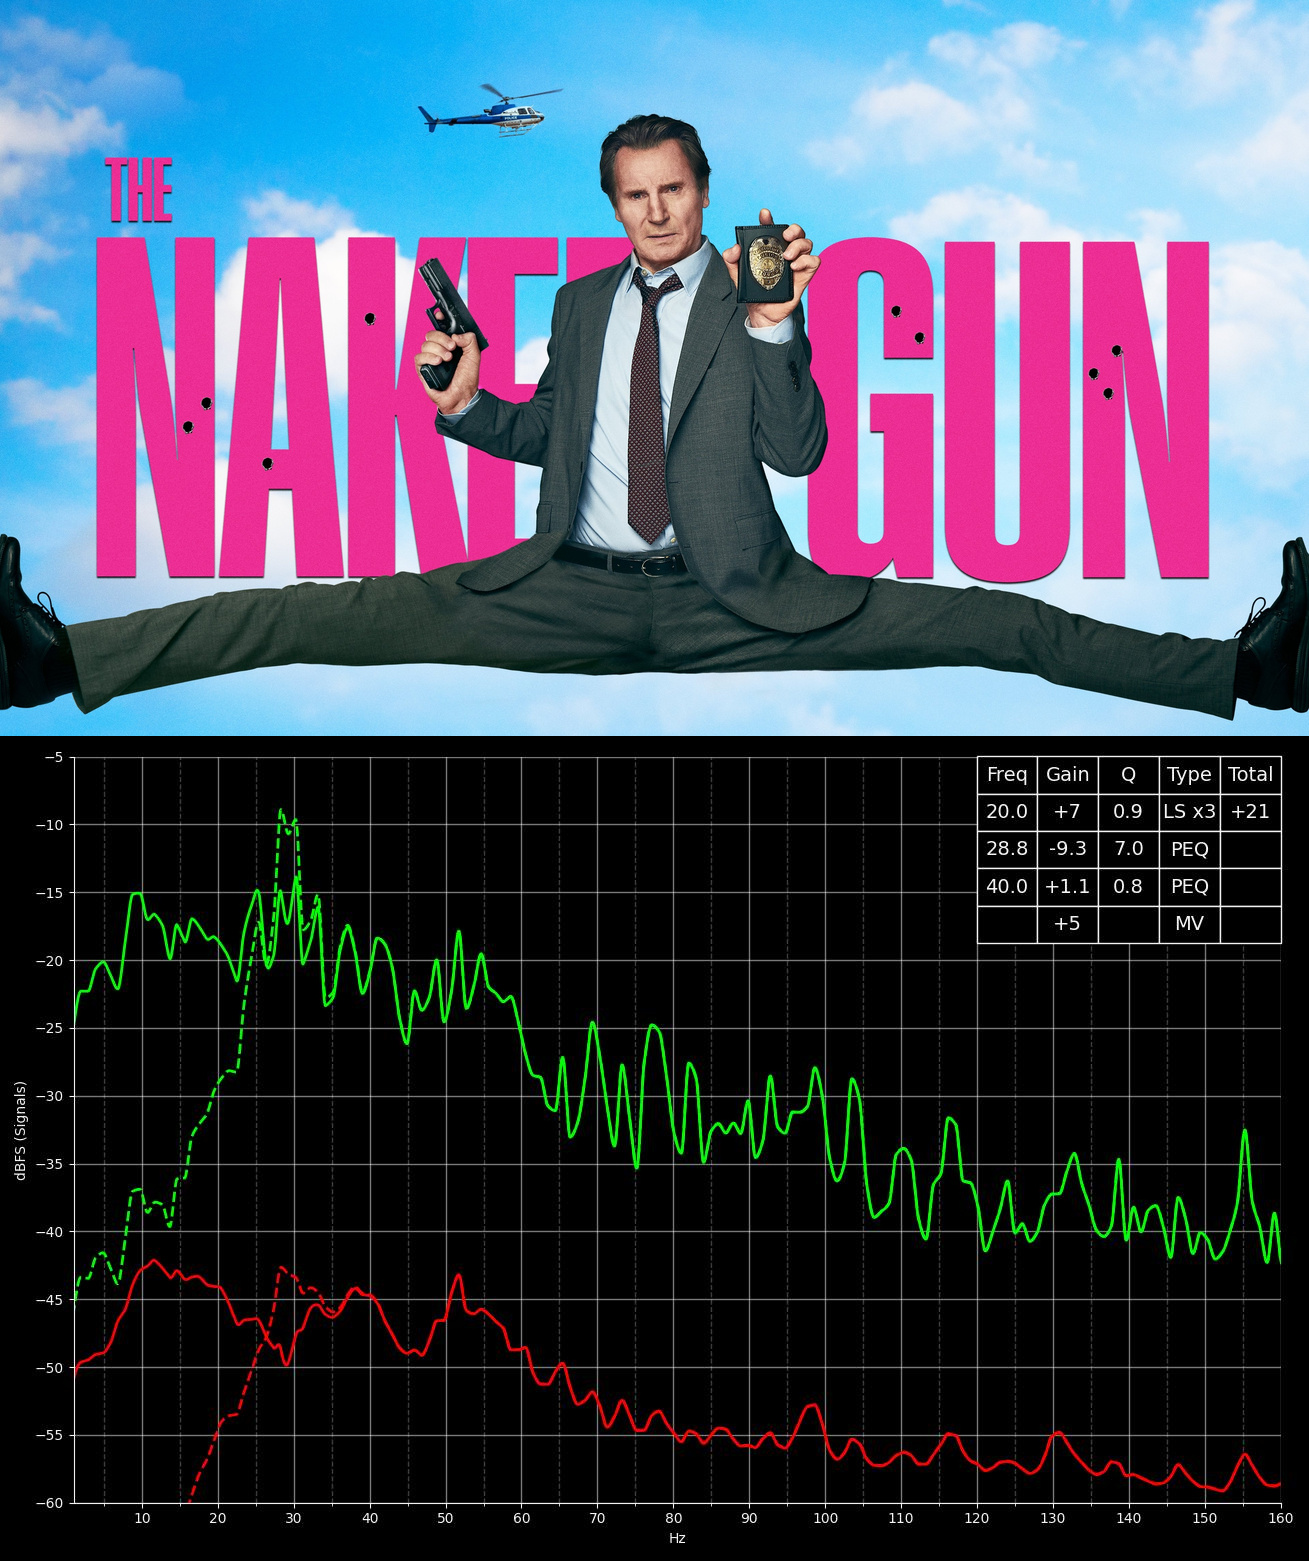 THE
NAKED GUN
POLICE
Freq Gain Q Type Total
20.0 +7 0.9 LS x3 +21
28.8 -9.3 7.0 PEQ
40.0 +1.1 0.8 PEQ
+5 MV
−5
−10
−15
−20
−25
−30
−35
−40
−45
−50
−55
−60
dBFS (Signals)
10 20 30 40 50 60 70 80 90 100 110 120 130 140 150 160
Hz